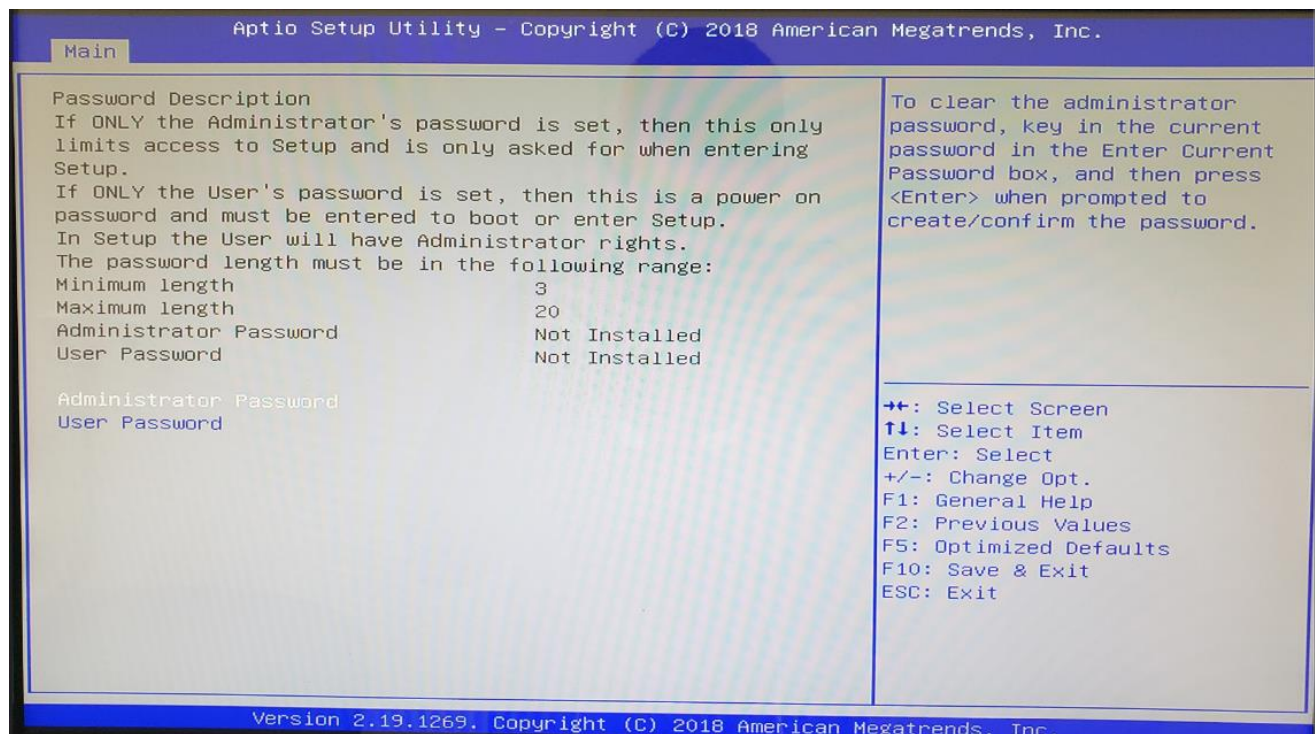 Aptio Setup Utility – Copyright (C) 2018 American Megatrends, Inc.
Main
Password Description
If ONLY the Administrator's password is set, then this only
limits access to Setup and is only asked for when entering
Setup.
If ONLY the User's password is set, then this is a power on
password and must be entered to boot or enter Setup.
In Setup the User will have Administrator rights.
The password length must be in the following range:
Minimum length 3
Maximum length 20
Administrator Password Not Installed
User Password Not Installed
Administrator Password
User Password
To clear the administrator
password, key in the current
password in the Enter Current
Password box, and then press
<Enter> when prompted to
create/confirm the password.
→←: Select Screen
↑↓: Select Item
Enter: Select
+/-: Change Opt.
F1: General Help
F2: Previous Values
F5: Optimized Defaults
F10: Save & Exit
ESC: Exit
Version 2.19.1269. Copyright (C) 2018 American Megatrends, Inc